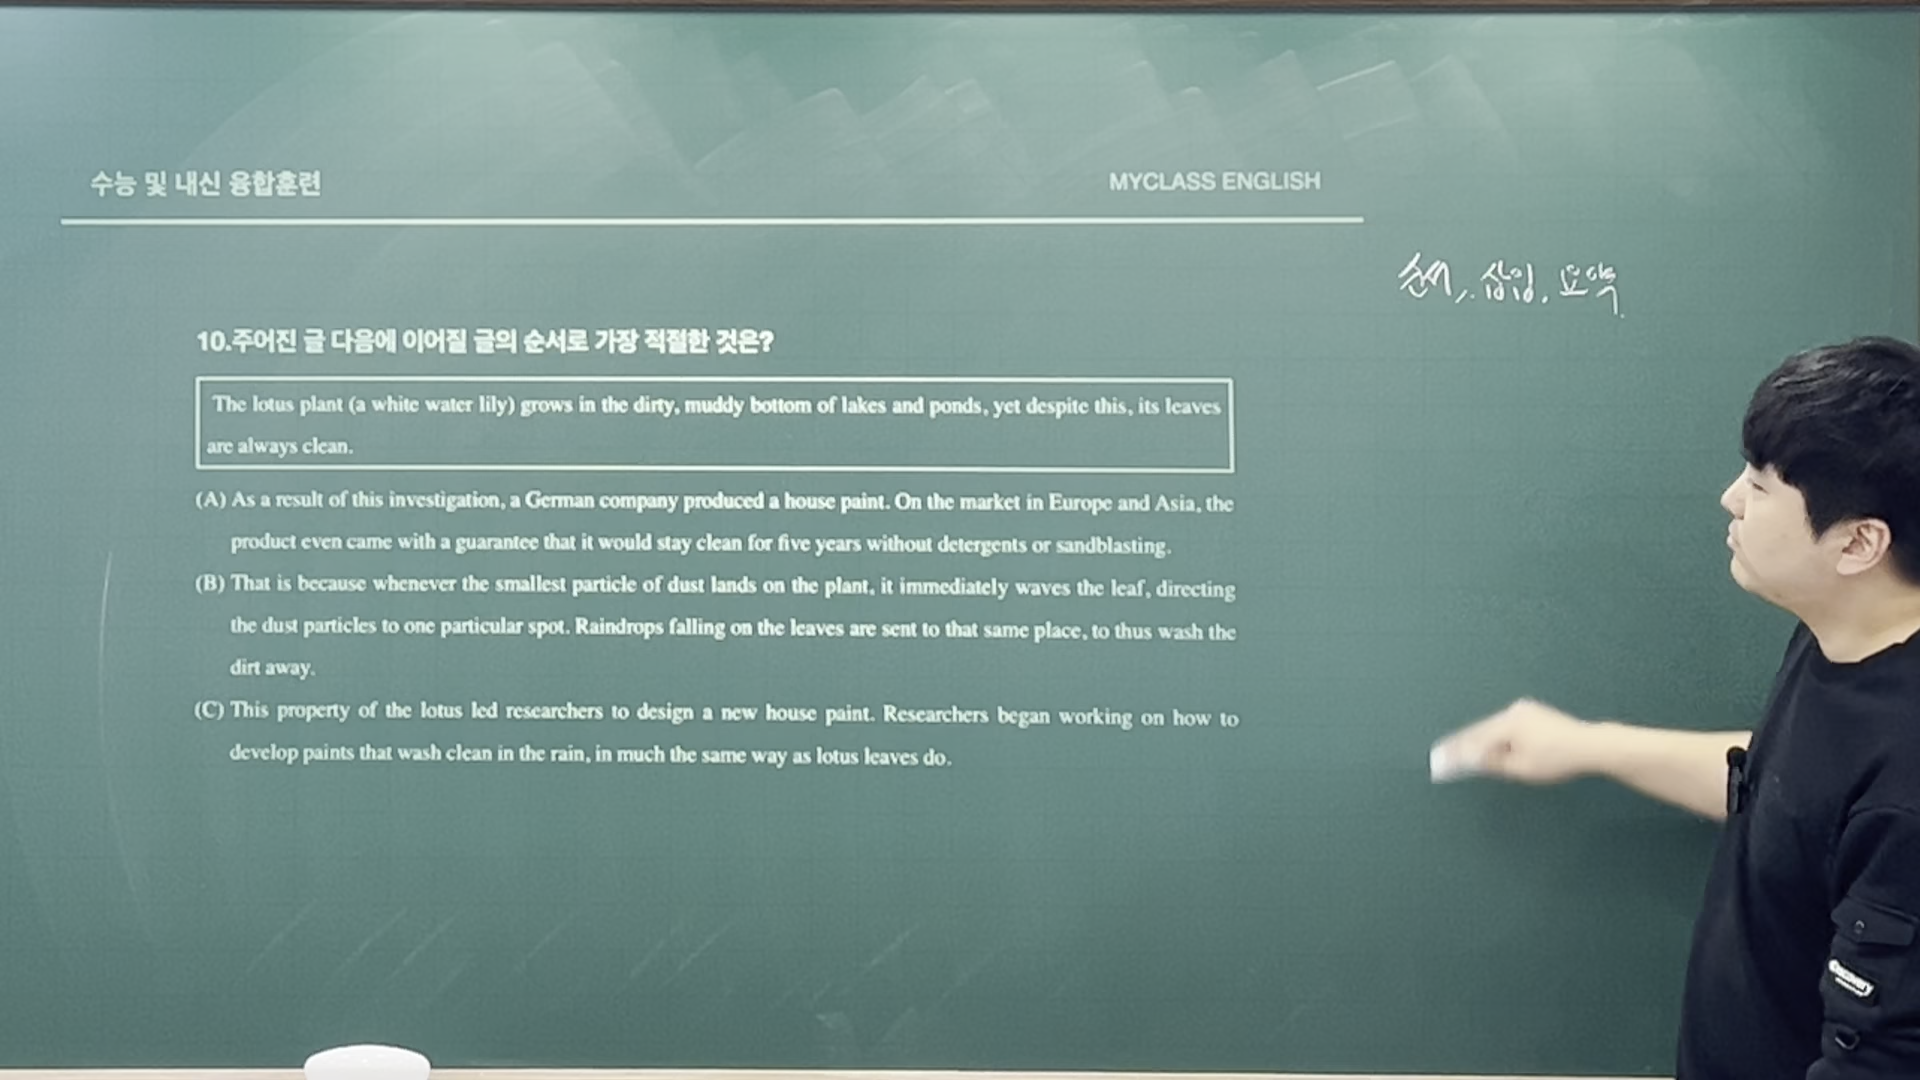 수능 및 내신 융합훈련
MYCLASS ENGLISH
순서, 삽입, 요약.
10.주어진 글 다음에 이어질 글의 순서로 가장 적절한 것은?
The lotus plant (a white water lily) grows in the dirty, muddy bottom of lakes and ponds, yet despite this, its leaves
are always clean.
(A) As a result of this investigation, a German company produced a house paint. On the market in Europe and Asia, the
product even came with a guarantee that it would stay clean for five years without detergents or sandblasting.
(B) That is because whenever the smallest particle of dust lands on the plant, it immediately waves the leaf, directing
the dust particles to one particular spot. Raindrops falling on the leaves are sent to that same place, to thus wash the
dirt away.
(C) This property of the lotus led researchers to design a new house paint. Researchers began working on how to
develop paints that wash clean in the rain, in much the same way as lotus leaves do.
Discovery